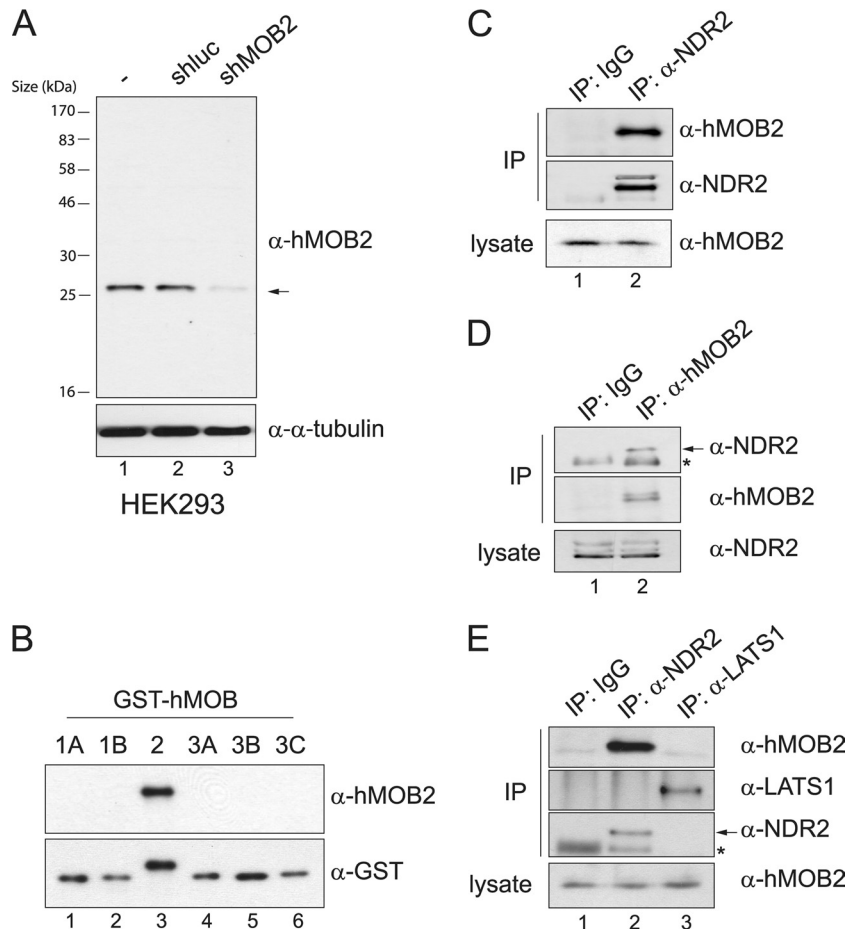 A
- shluc shMOB2
Size (kDa)
170
83
58
46
30
25
16
α-hMOB2
α-α-tubulin
1 2 3
HEK293
B
GST-hMOB
1A 1B 2 3A 3B 3C
α-hMOB2
α-GST
1 2 3 4 5 6
C
IP: IgG IP: α-NDR2
IP
α-hMOB2
α-NDR2
lysate α-hMOB2
1 2
D
IP: IgG IP: α-hMOB2
IP
α-NDR2
*
α-hMOB2
lysate α-NDR2
1 2
E
IP: IgG IP: α-NDR2 IP: α-LATS1
IP
α-hMOB2
α-LATS1
α-NDR2
*
lysate α-hMOB2
1 2 3